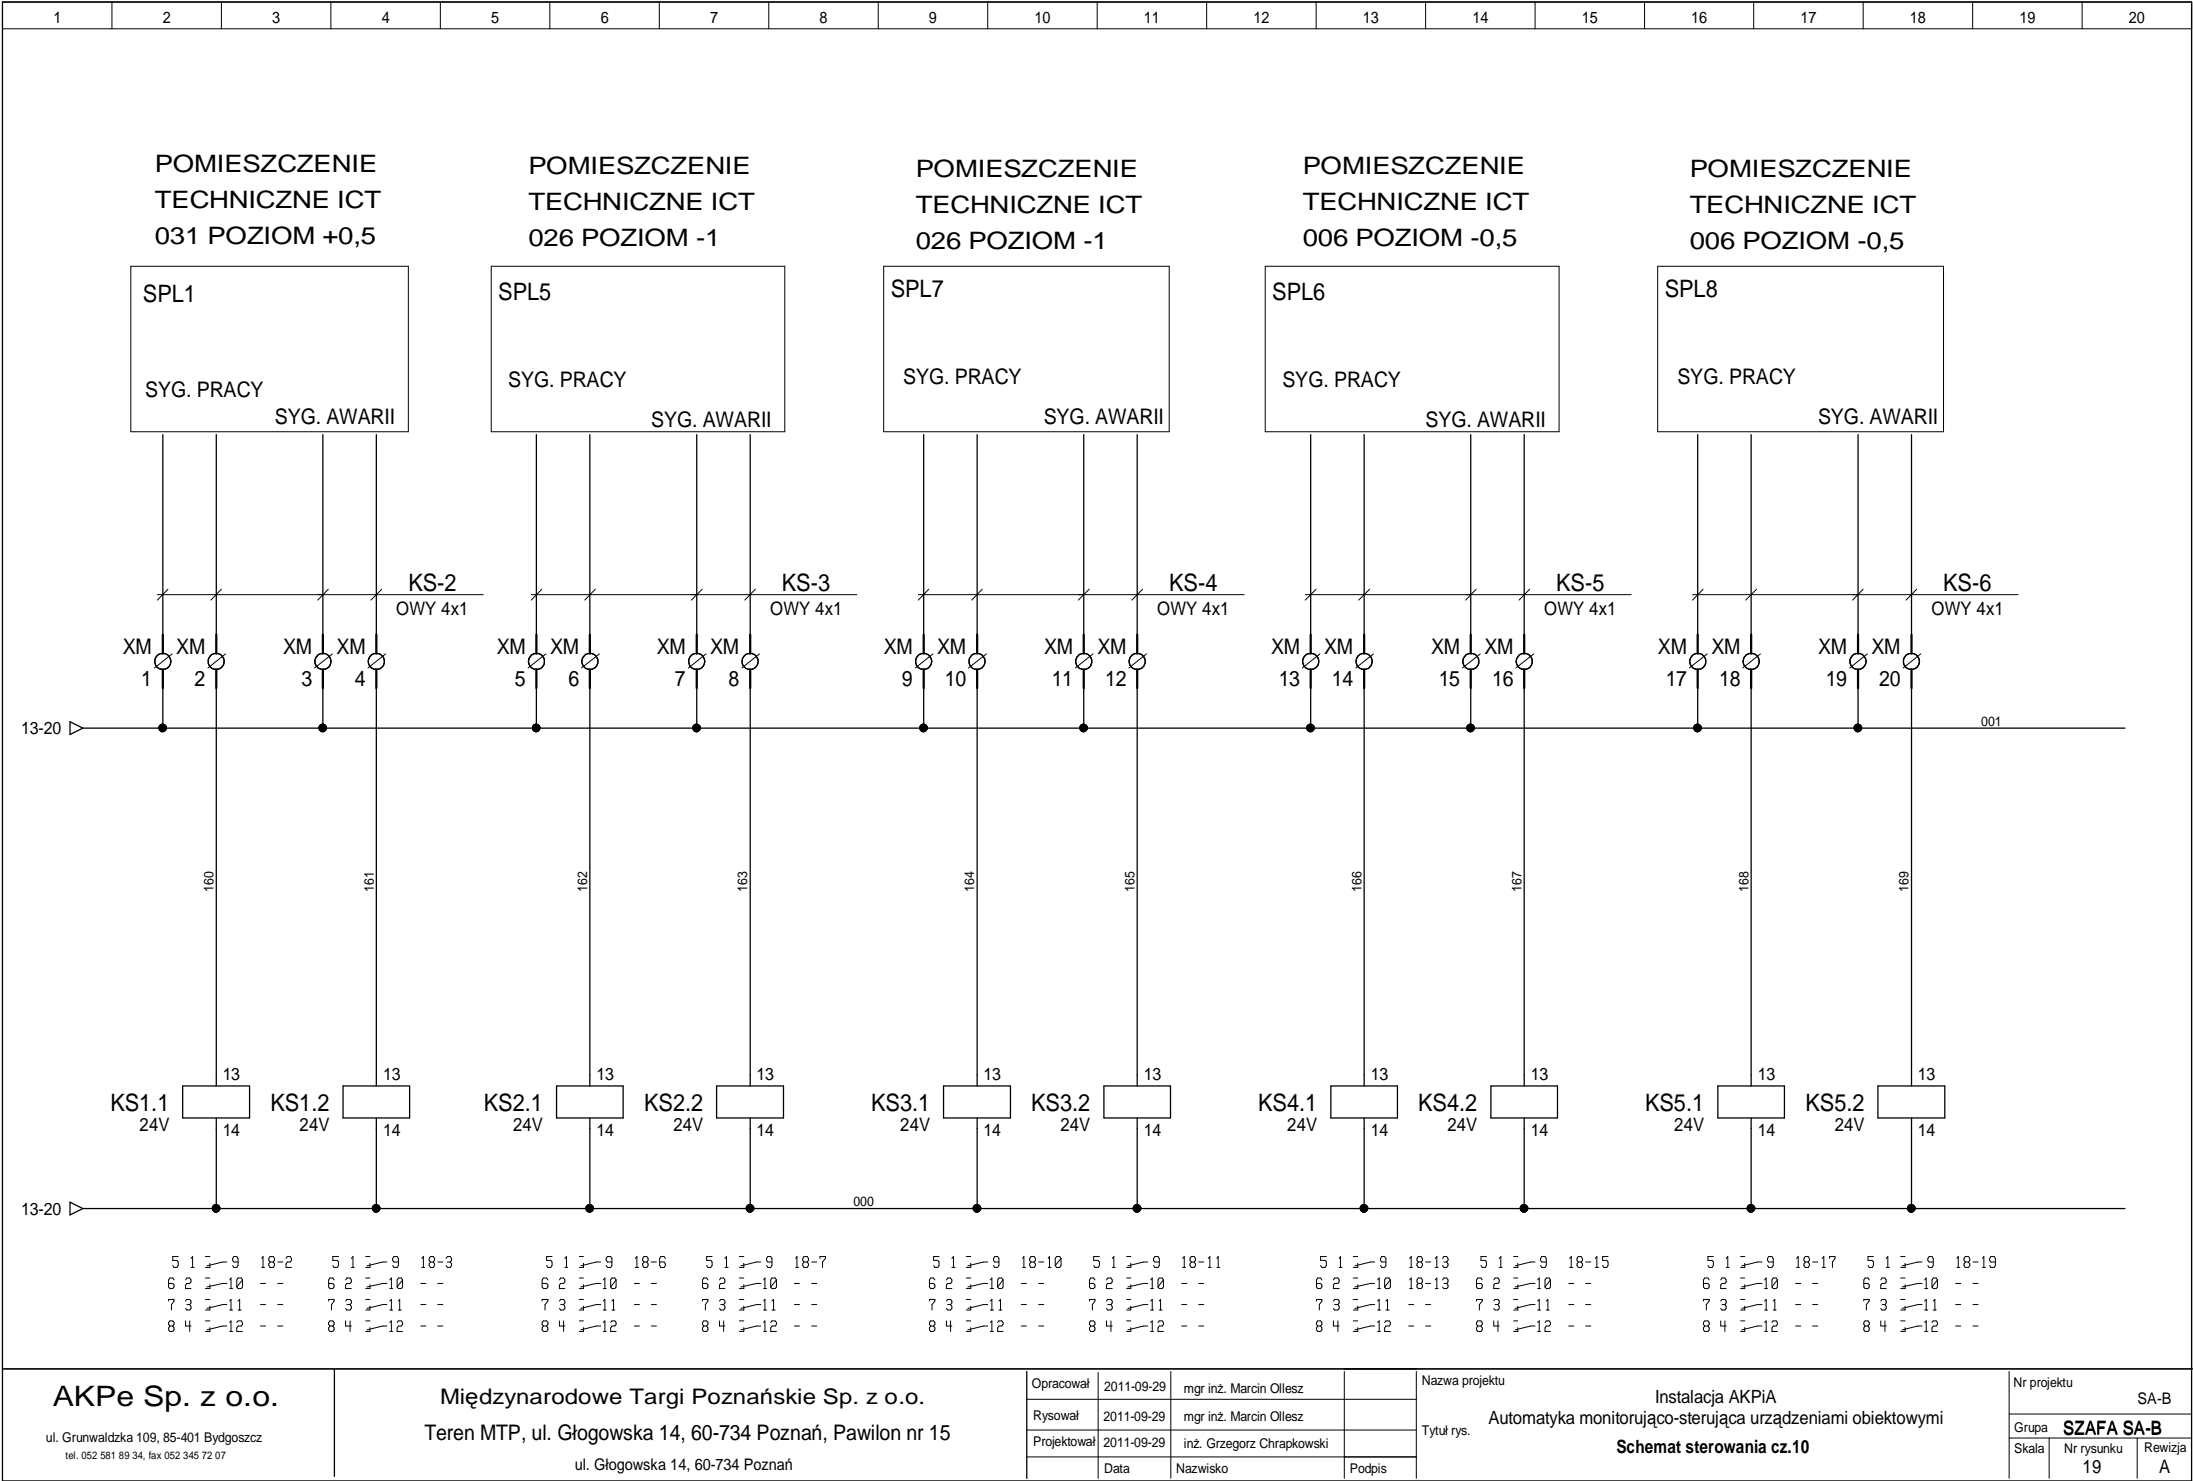 1 2 3 4 5 6 7 8 9 10 11 12 13 14 15 16 17 18 19 20
POMIESZCZENIE
TECHNICZNE ICT
031 POZIOM +0,5
POMIESZCZENIE
TECHNICZNE ICT
026 POZIOM -1
POMIESZCZENIE
TECHNICZNE ICT
026 POZIOM -1
POMIESZCZENIE
TECHNICZNE ICT
006 POZIOM -0,5
POMIESZCZENIE
TECHNICZNE ICT
006 POZIOM -0,5
SPL1
SYG. PRACY
SYG. AWARII
SPL5
SYG. PRACY
SYG. AWARII
SPL7
SYG. PRACY
SYG. AWARII
SPL6
SYG. PRACY
SYG. AWARII
SPL8
SYG. PRACY
SYG. AWARII
KS-2
OWY 4x1
KS-3
OWY 4x1
KS-4
OWY 4x1
KS-5
OWY 4x1
KS-6
OWY 4x1
XM XM XM XM XM XM XM XM XM XM XM XM XM XM XM XM XM XM XM XM
1 2 3 4 5 6 7 8 9 10 11 12 13 14 15 16 17 18 19 20
13-20 001
160 161 162 163 164 165 166 167 168 169
13 13 13 13 13 13 13 13 13 13
KS1.1 KS1.2 KS2.1 KS2.2 KS3.1 KS3.2 KS4.1 KS4.2 KS5.1 KS5.2
24V 24V 24V 24V 24V 24V 24V 24V 24V 24V
14 14 14 14 14 14 14 14 14 14
13-20 000
5 1 9 18-2 5 1 9 18-3 5 1 9 18-6 5 1 9 18-7 5 1 9 18-10 5 1 9 18-11 5 1 9 18-13 5 1 9 18-15 5 1 9 18-17 5 1 9 18-19
6 2 10 - - 6 2 10 - - 6 2 10 - - 6 2 10 - - 6 2 10 - - 6 2 10 - - 6 2 10 18-13 6 2 10 - - 6 2 10 - - 6 2 10 - -
7 3 11 - - 7 3 11 - - 7 3 11 - - 7 3 11 - - 7 3 11 - - 7 3 11 - - 7 3 11 - - 7 3 11 - - 7 3 11 - - 7 3 11 - -
8 4 12 - - 8 4 12 - - 8 4 12 - - 8 4 12 - - 8 4 12 - - 8 4 12 - - 8 4 12 - - 8 4 12 - - 8 4 12 - - 8 4 12 - -
AKPe Sp. z o.o.
ul. Grunwaldzka 109, 85-401 Bydgoszcz
tel. 052 581 89 34, fax 052 345 72 07
Międzynarodowe Targi Poznańskie Sp. z o.o.
Teren MTP, ul. Głogowska 14, 60-734 Poznań, Pawilon nr 15
ul. Głogowska 14, 60-734 Poznań
Opracował 2011-09-29 mgr inż. Marcin Ollesz
Rysował 2011-09-29 mgr inż. Marcin Ollesz
Projektował 2011-09-29 inż. Grzegorz Chrapkowski
Data Nazwisko Podpis
Nazwa projektu
Instalacja AKPiA
Automatyka monitorująco-sterująca urządzeniami obiektowymi
Tytuł rys.
Schemat sterowania cz.10
Nr projektu
SA-B
Grupa SZAFA SA-B
Skala Nr rysunku Rewizja
19 A